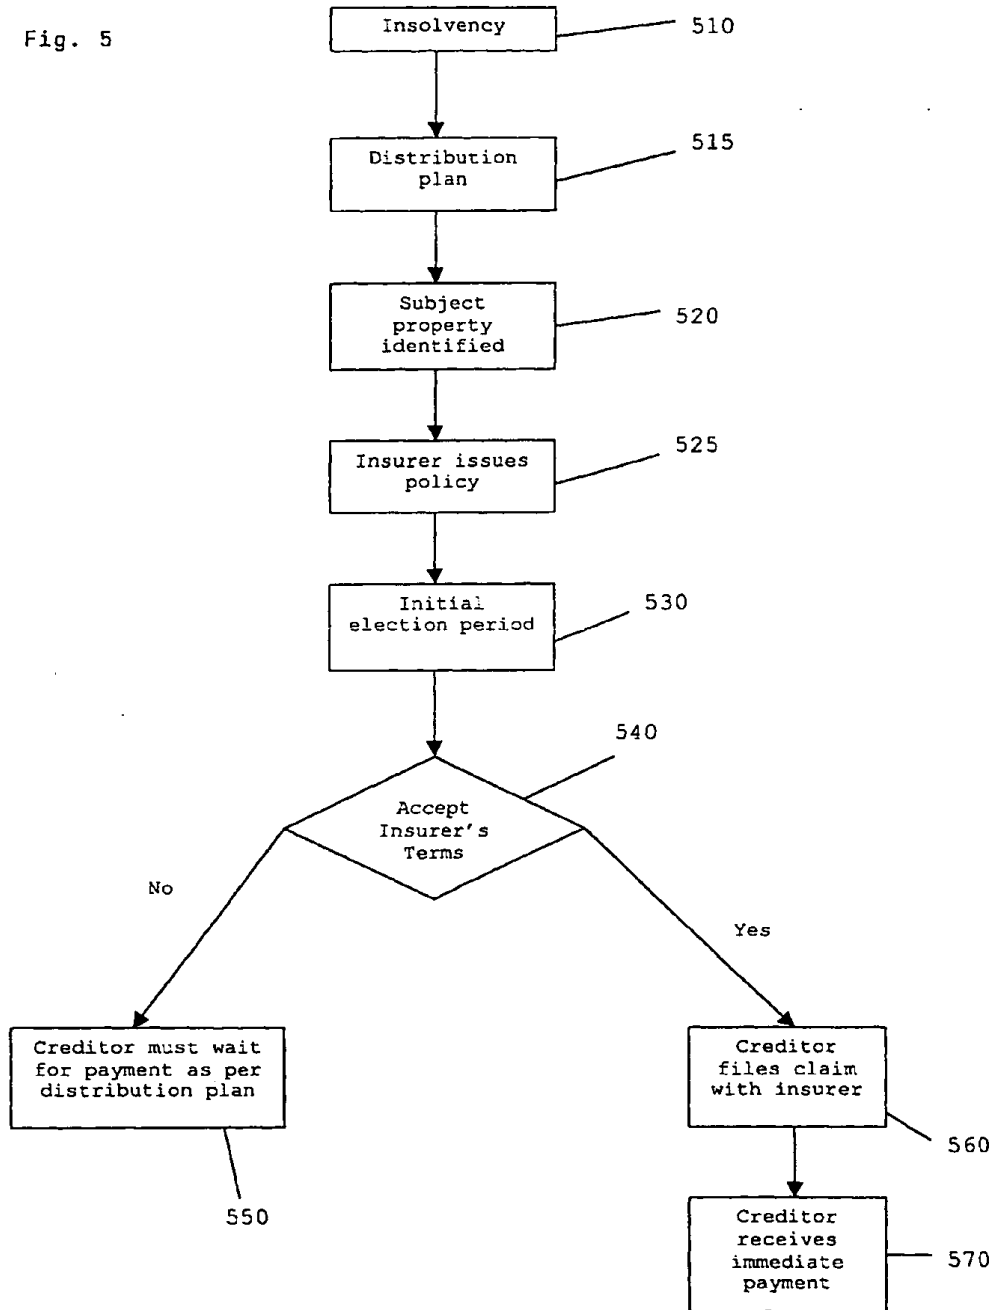 Fig. 5
Insolvency
510
Distribution
plan
515
Subject
property
identified
520
Insurer issues
policy
525
Initial
election period
530
540
Accept
Insurer's
Terms
No
Yes
Creditor must wait
for payment as per
distribution plan
550
Creditor
files claim
with insurer
560
Creditor
receives
immediate
payment
570